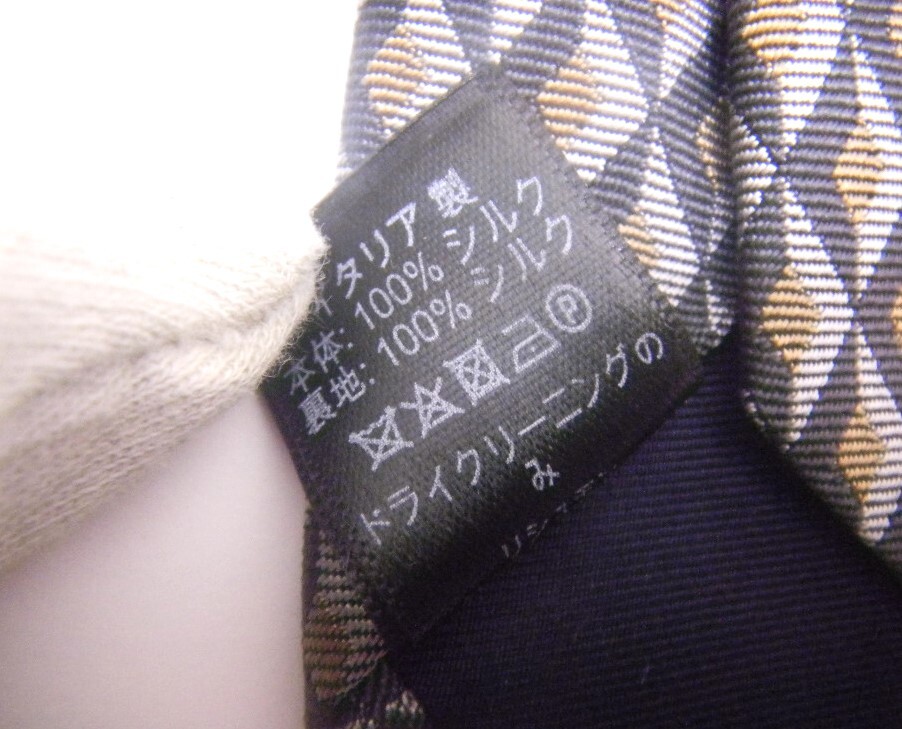 イタリア 製
本体: 100% シルク
裏地: 100% シルク
Ⓟ
ドライクリーニングの
み